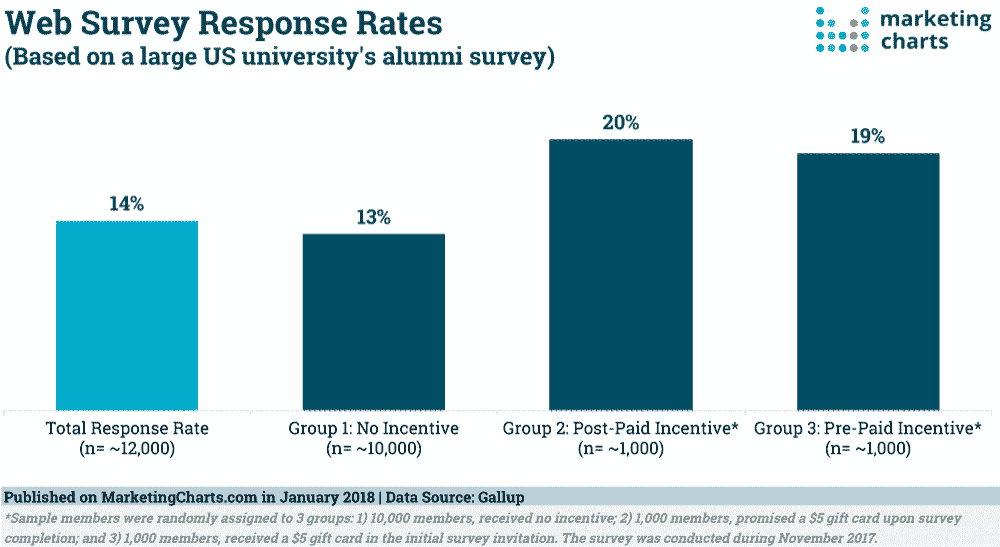 Web Survey Response Rates
(Based on a large US university's alumni survey)
marketing
charts
14%
13%
20%
19%
Total Response Rate
(n= ~12,000)
Group 1: No Incentive
(n= ~10,000)
Group 2: Post-Paid Incentive*
(n= ~1,000)
Group 3: Pre-Paid Incentive*
(n= ~1,000)
Published on MarketingCharts.com in January 2018 | Data Source: Gallup
*Sample members were randomly assigned to 3 groups: 1) 10,000 members, received no incentive; 2) 1,000 members, promised a $5 gift card upon survey
completion; and 3) 1,000 members, received a $5 gift card in the initial survey invitation. The survey was conducted during November 2017.